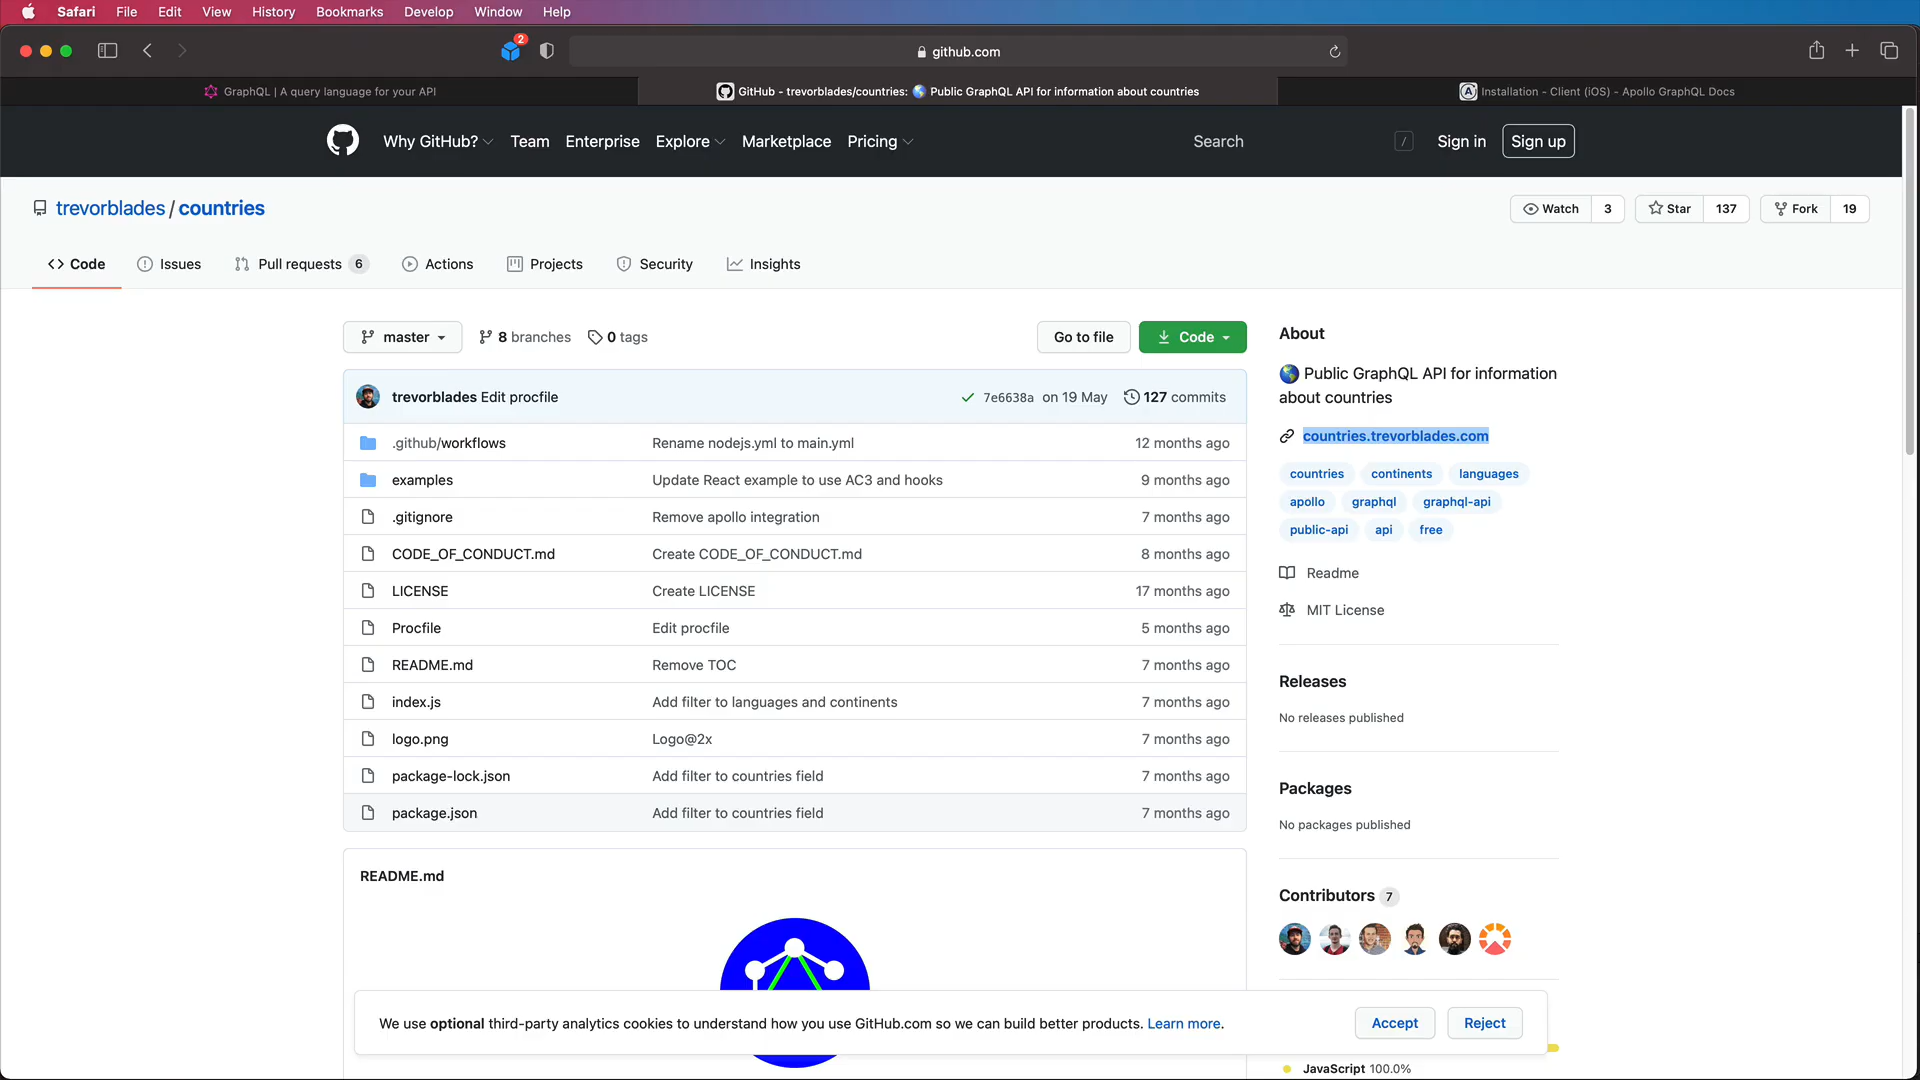 Safari File Edit View History Bookmarks Develop Window Help
2
github.com
GraphQL | A query language for your API
GitHub - trevorblades/countries: 🌎 Public GraphQL API for information about countries
Installation - Client (iOS) - Apollo GraphQL Docs
Why GitHub? Team Enterprise Explore Marketplace Pricing Search / Sign in Sign up
trevorblades / countries
Watch 3 Star 137 Fork 19
Code Issues Pull requests 6 Actions Projects Security Insights
master 8 branches 0 tags Go to file Code
trevorblades Edit procfile 7e6638a on 19 May 127 commits
.github/workflows Rename nodejs.yml to main.yml 12 months ago
examples Update React example to use AC3 and hooks 9 months ago
.gitignore Remove apollo integration 7 months ago
CODE_OF_CONDUCT.md Create CODE_OF_CONDUCT.md 8 months ago
LICENSE Create LICENSE 17 months ago
Procfile Edit procfile 5 months ago
README.md Remove TOC 7 months ago
index.js Add filter to languages and continents 7 months ago
logo.png Logo@2x 7 months ago
package-lock.json Add filter to countries field 7 months ago
package.json Add filter to countries field 7 months ago
README.md
About
🌎 Public GraphQL API for information
about countries
countries.trevorblades.com
countries continents languages
apollo graphql graphql-api
public-api api free
Readme
MIT License
Releases
No releases published
Packages
No packages published
Contributors 7
We use optional third-party analytics cookies to understand how you use GitHub.com so we can build better products. Learn more.
Accept Reject
JavaScript 100.0%